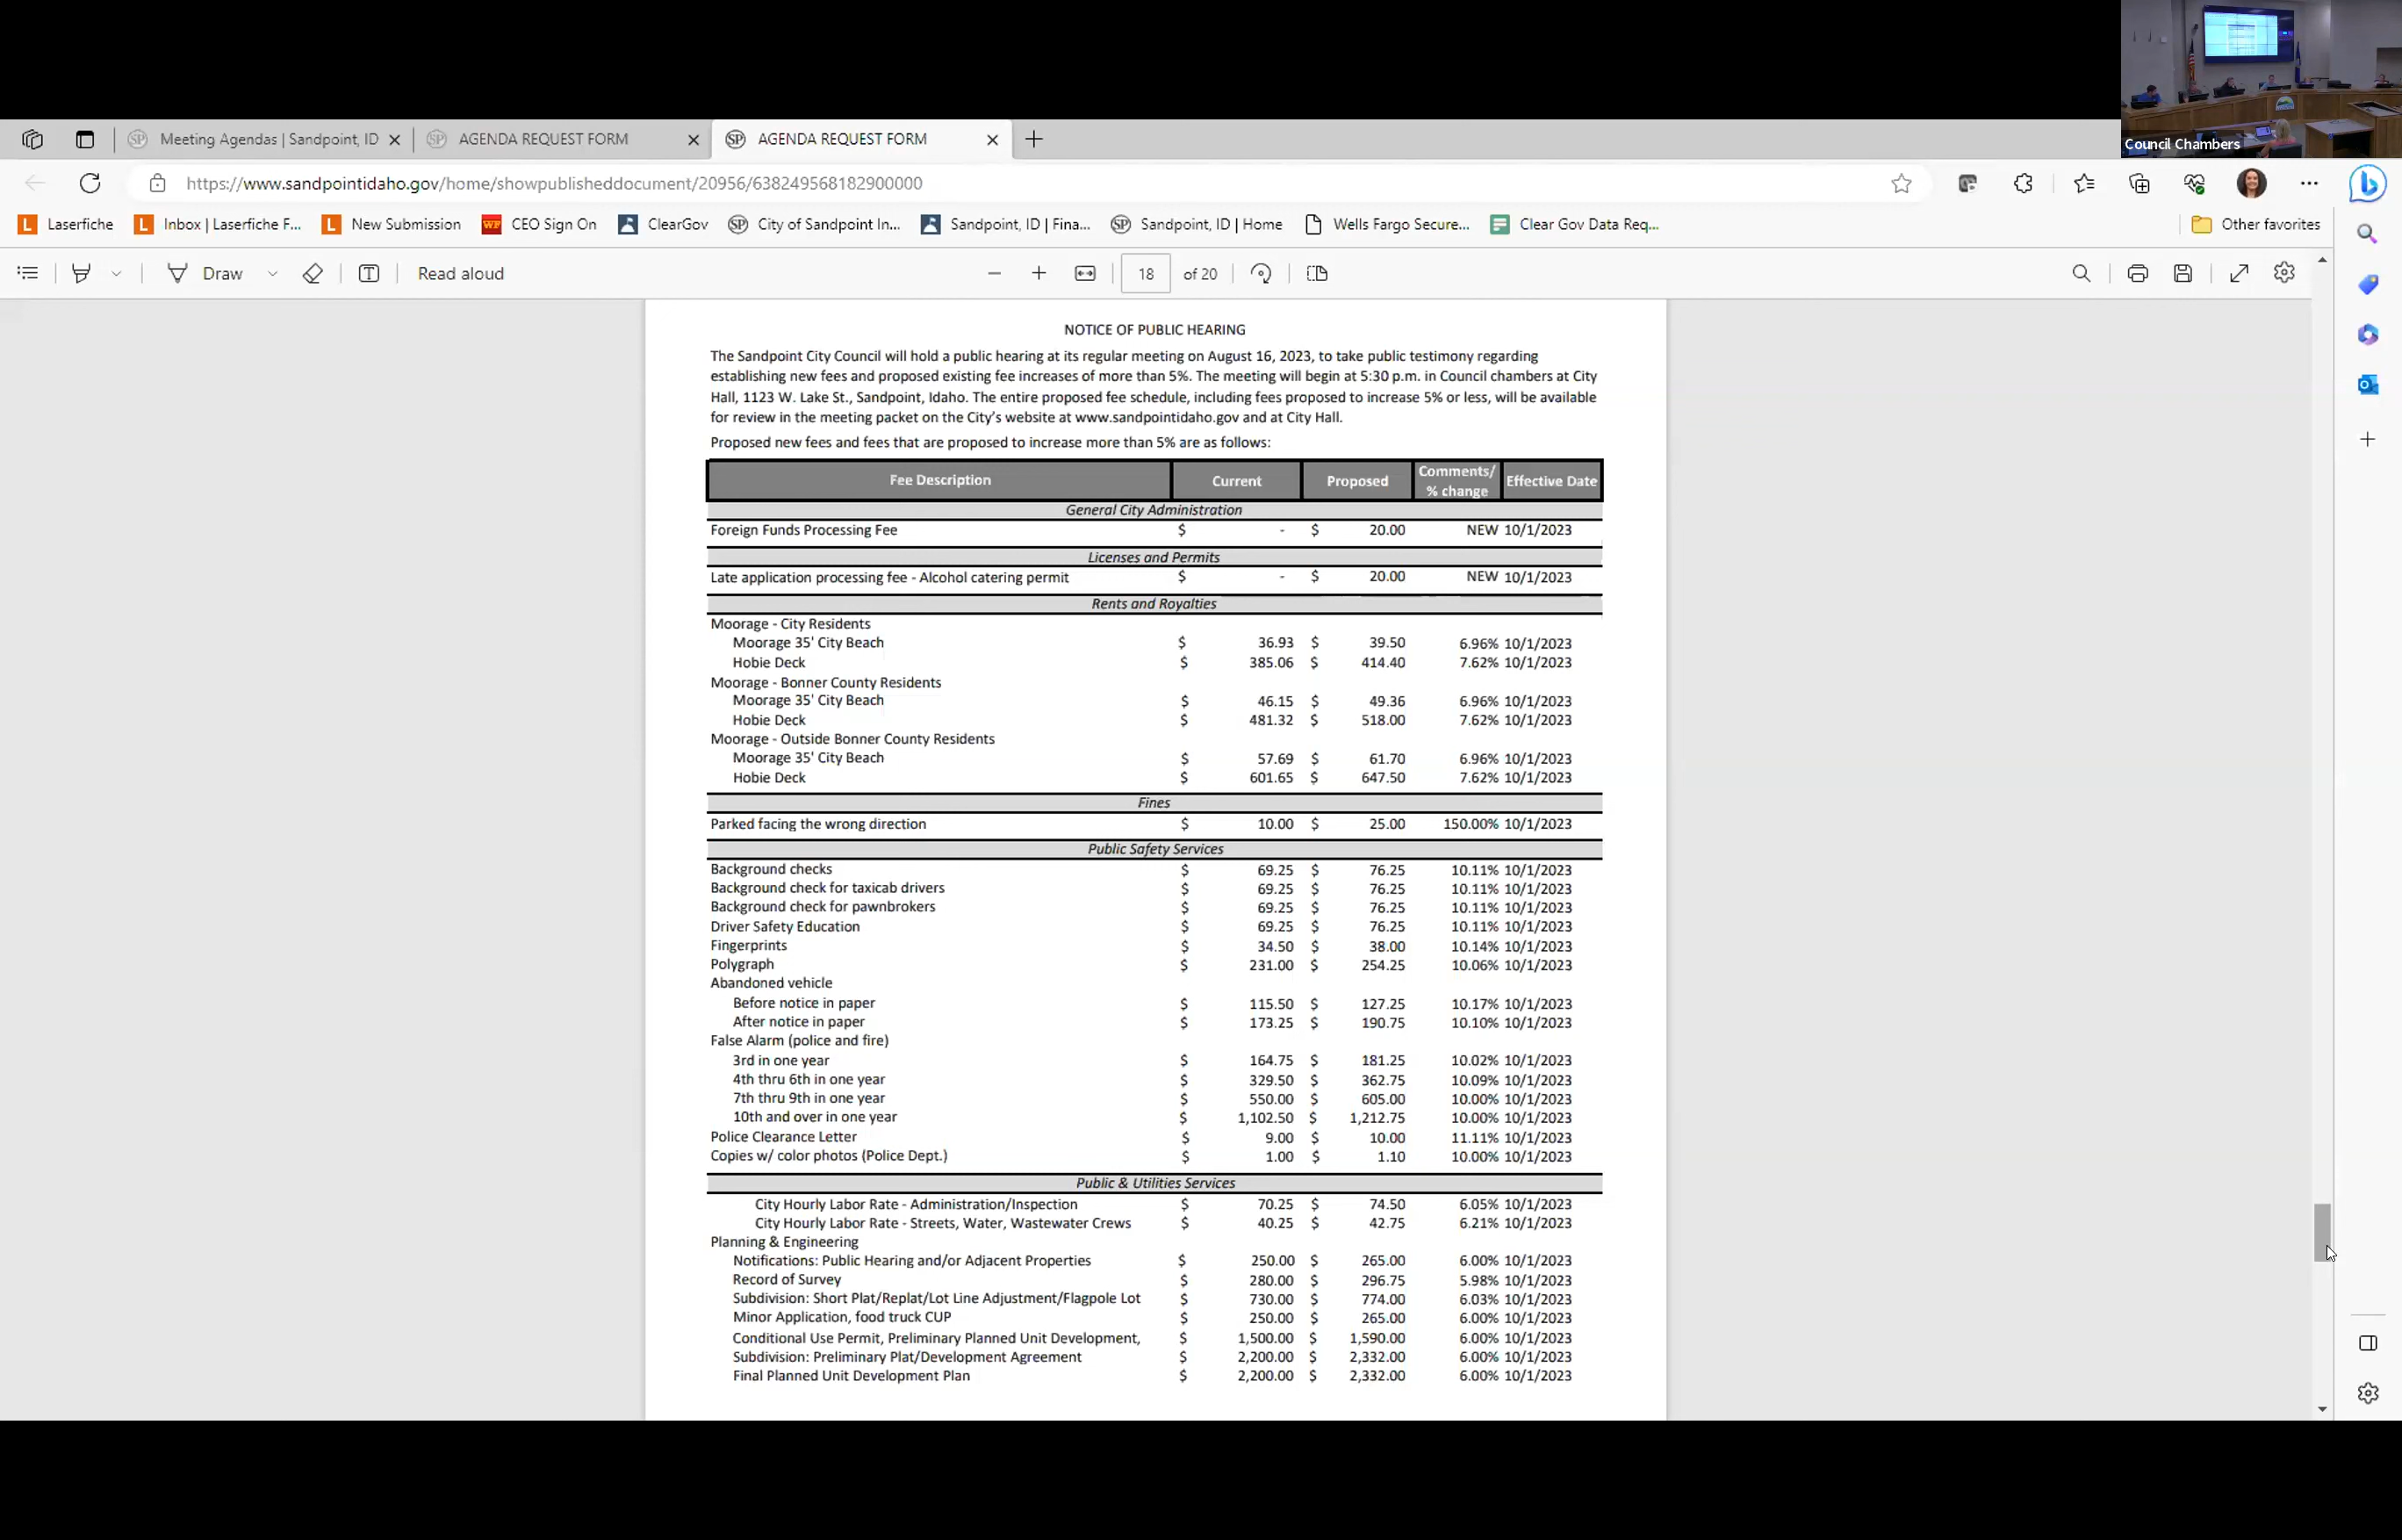 Council Chambers
Meeting Agendas | Sandpoint, ID
AGENDA REQUEST FORM
AGENDA REQUEST FORM
https://www.sandpointidaho.gov/home/showpublisheddocument/20956/638249568182900000
Laserfiche
Inbox | Laserfiche F...
New Submission
CEO Sign On
ClearGov
City of Sandpoint In...
Sandpoint, ID | Fina...
Sandpoint, ID | Home
Wells Fargo Secure...
Clear Gov Data Req...
Other favorites
Draw
Read aloud
18 of 20
NOTICE OF PUBLIC HEARING
The Sandpoint City Council will hold a public hearing at its regular meeting on August 16, 2023, to take public testimony regarding
establishing new fees and proposed existing fee increases of more than 5%. The meeting will begin at 5:30 p.m. in Council chambers at City
Hall, 1123 W. Lake St., Sandpoint, Idaho. The entire proposed fee schedule, including fees proposed to increase 5% or less, will be available
for review in the meeting packet on the City's website at www.sandpointidaho.gov and at City Hall.
Proposed new fees and fees that are proposed to increase more than 5% are as follows:
Fee Description Current Proposed Comments/ % change Effective Date
General City Administration
Foreign Funds Processing Fee $ - $ 20.00 NEW 10/1/2023
Licenses and Permits
Late application processing fee - Alcohol catering permit $ - $ 20.00 NEW 10/1/2023
Rents and Royalties
Moorage - City Residents
Moorage 35' City Beach $ 36.93 $ 39.50 6.96% 10/1/2023
Hobie Deck $ 385.06 $ 414.40 7.62% 10/1/2023
Moorage - Bonner County Residents
Moorage 35' City Beach $ 46.15 $ 49.36 6.96% 10/1/2023
Hobie Deck $ 481.32 $ 518.00 7.62% 10/1/2023
Moorage - Outside Bonner County Residents
Moorage 35' City Beach $ 57.69 $ 61.70 6.96% 10/1/2023
Hobie Deck $ 601.65 $ 647.50 7.62% 10/1/2023
Fines
Parked facing the wrong direction $ 10.00 $ 25.00 150.00% 10/1/2023
Public Safety Services
Background checks $ 69.25 $ 76.25 10.11% 10/1/2023
Background check for taxicab drivers $ 69.25 $ 76.25 10.11% 10/1/2023
Background check for pawnbrokers $ 69.25 $ 76.25 10.11% 10/1/2023
Driver Safety Education $ 69.25 $ 76.25 10.11% 10/1/2023
Fingerprints $ 34.50 $ 38.00 10.14% 10/1/2023
Polygraph $ 231.00 $ 254.25 10.06% 10/1/2023
Abandoned vehicle
Before notice in paper $ 115.50 $ 127.25 10.17% 10/1/2023
After notice in paper $ 173.25 $ 190.75 10.10% 10/1/2023
False Alarm (police and fire)
3rd in one year $ 164.75 $ 181.25 10.02% 10/1/2023
4th thru 6th in one year $ 329.50 $ 362.75 10.09% 10/1/2023
7th thru 9th in one year $ 550.00 $ 605.00 10.00% 10/1/2023
10th and over in one year $ 1,102.50 $ 1,212.75 10.00% 10/1/2023
Police Clearance Letter $ 9.00 $ 10.00 11.11% 10/1/2023
Copies w/ color photos (Police Dept.) $ 1.00 $ 1.10 10.00% 10/1/2023
Public & Utilities Services
City Hourly Labor Rate - Administration/Inspection $ 70.25 $ 74.50 6.05% 10/1/2023
City Hourly Labor Rate - Streets, Water, Wastewater Crews $ 40.25 $ 42.75 6.21% 10/1/2023
Planning & Engineering
Notifications: Public Hearing and/or Adjacent Properties $ 250.00 $ 265.00 6.00% 10/1/2023
Record of Survey $ 280.00 $ 296.75 5.98% 10/1/2023
Subdivision: Short Plat/Replat/Lot Line Adjustment/Flagpole Lot $ 730.00 $ 774.00 6.03% 10/1/2023
Minor Application, food truck CUP $ 250.00 $ 265.00 6.00% 10/1/2023
Conditional Use Permit, Preliminary Planned Unit Development, $ 1,500.00 $ 1,590.00 6.00% 10/1/2023
Subdivision: Preliminary Plat/Development Agreement $ 2,200.00 $ 2,332.00 6.00% 10/1/2023
Final Planned Unit Development Plan $ 2,200.00 $ 2,332.00 6.00% 10/1/2023